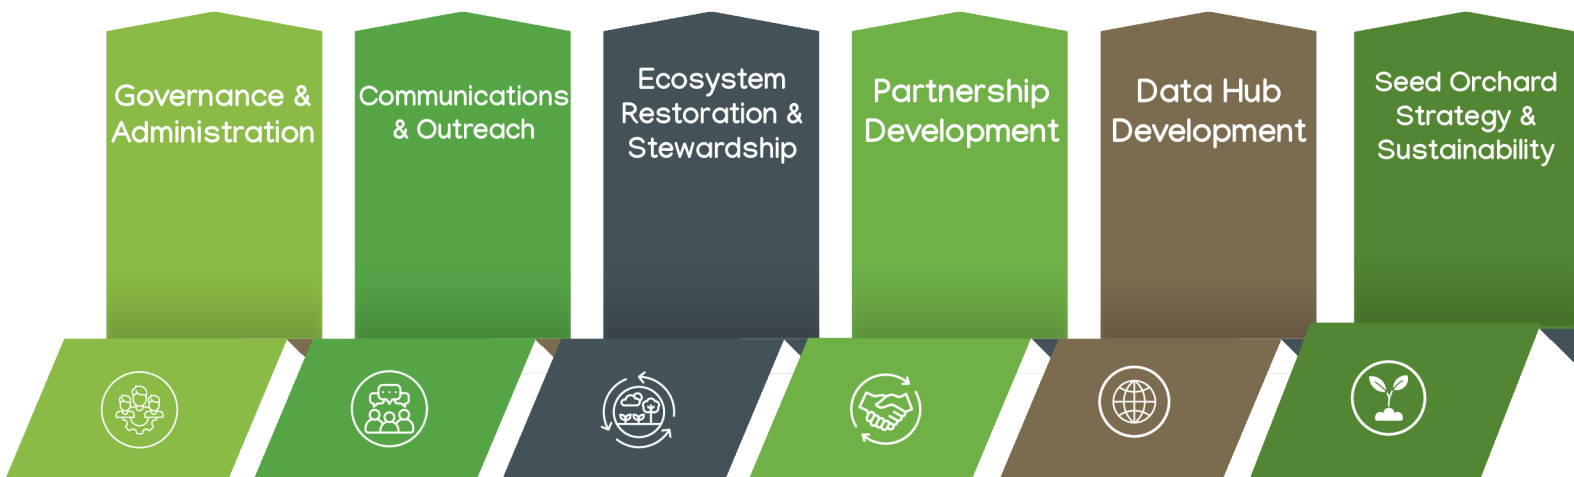 Governance &
Administration
Communications
& Outreach
Ecosystem
Restoration &
Stewardship
Partnership
Development
Data Hub
Development
Seed Orchard
Strategy &
Sustainability